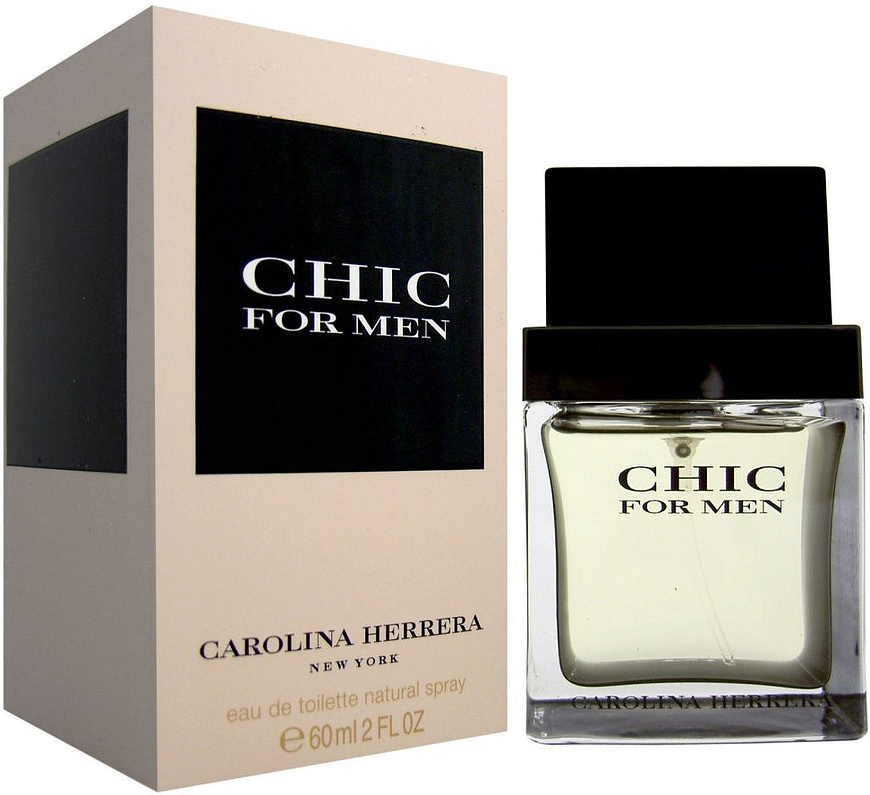 CHIC
FOR MEN
CAROLINA HERRERA
NEW YORK
eau de toilette natural spray
℮60ml 2 FL OZ
CHIC
FOR MEN
CAROLINA HERRERA